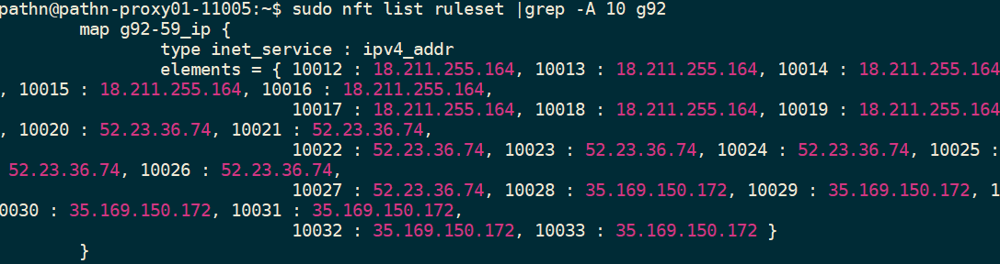 pathn@pathn-proxy01-11005:~$ sudo nft list ruleset |grep -A 10 g92
map g92-59_ip {
type inet_service : ipv4_addr
elements = { 10012 : 18.211.255.164, 10013 : 18.211.255.164, 10014 : 18.211.255.164
, 10015 : 18.211.255.164, 10016 : 18.211.255.164,
10017 : 18.211.255.164, 10018 : 18.211.255.164, 10019 : 18.211.255.164
, 10020 : 52.23.36.74, 10021 : 52.23.36.74,
10022 : 52.23.36.74, 10023 : 52.23.36.74, 10024 : 52.23.36.74, 10025 :
52.23.36.74, 10026 : 52.23.36.74,
10027 : 52.23.36.74, 10028 : 35.169.150.172, 10029 : 35.169.150.172, 1
0030 : 35.169.150.172, 10031 : 35.169.150.172,
10032 : 35.169.150.172, 10033 : 35.169.150.172 }
}